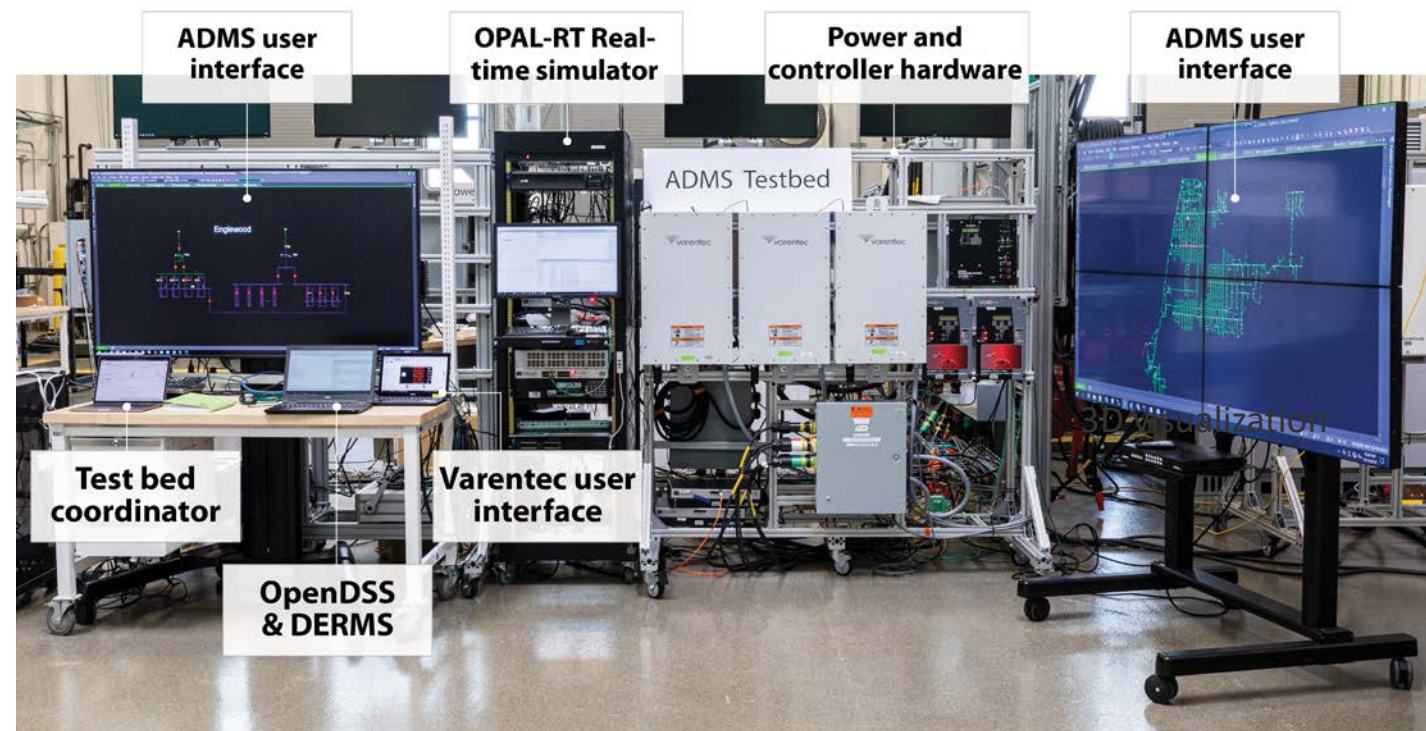 ADMS user
interface
OPAL-RT Real-
time simulator
Power and
controller hardware
ADMS user
interface
ADMS Testbed
Englewood
owe
varentec
varentec
varentec
3D visualization
Test bed
coordinator
Varentec user
interface
OpenDSS
& DERMS